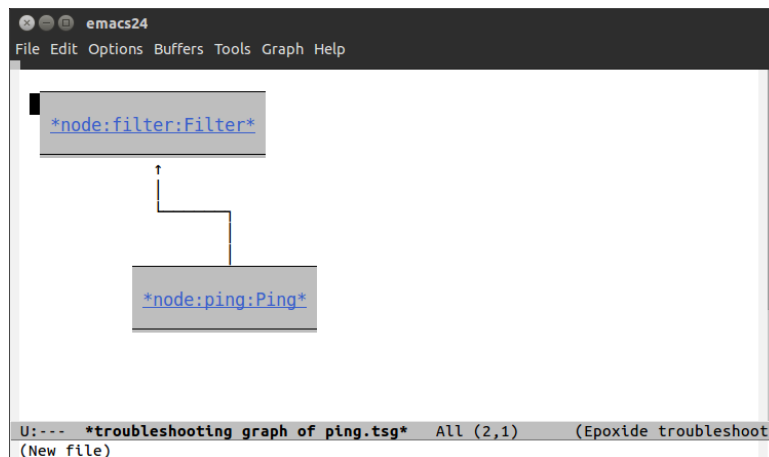 emacs24
File Edit Options Buffers Tools Graph Help
*node:filter:Filter*
*node:ping:Ping*
U:--- *troubleshooting graph of ping.tsg* All (2,1) (Epoxide troubleshoot
(New file)